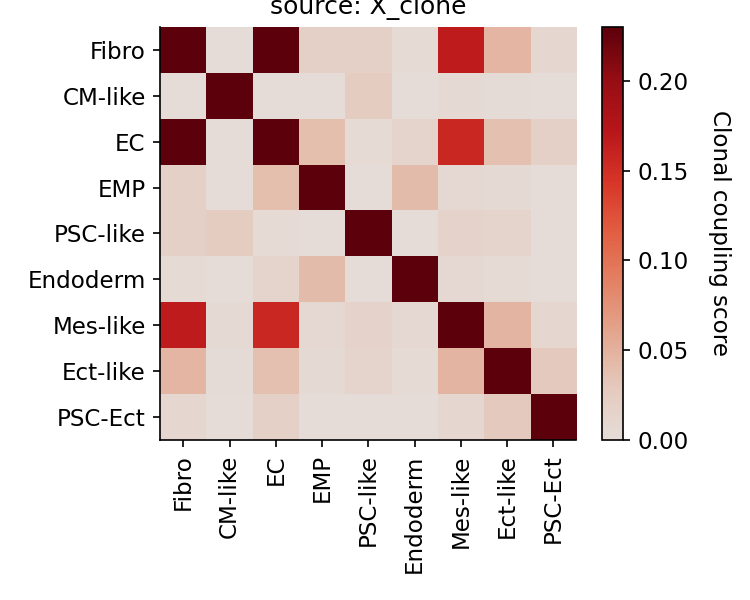 source: X_clone
Fibro
CM-like
EC
EMP
PSC-like
Endoderm
Mes-like
Ect-like
PSC-Ect
Fibro
CM-like
EC
EMP
PSC-like
Endoderm
Mes-like
Ect-like
PSC-Ect
0.20
0.15
0.10
0.05
0.00
Clonal coupling score